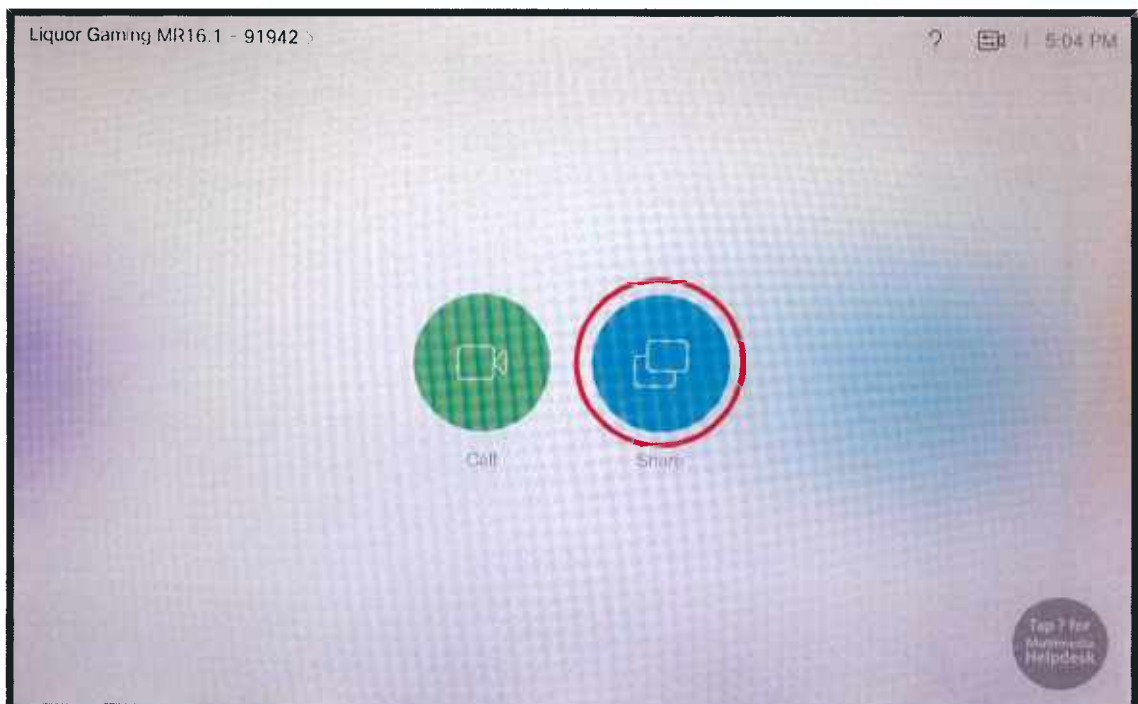 Liquor Gaming MR16.1 - 91942 >
? | 5:04 PM
Call
Share
Tap ? for
Multimedia
Helpdesk